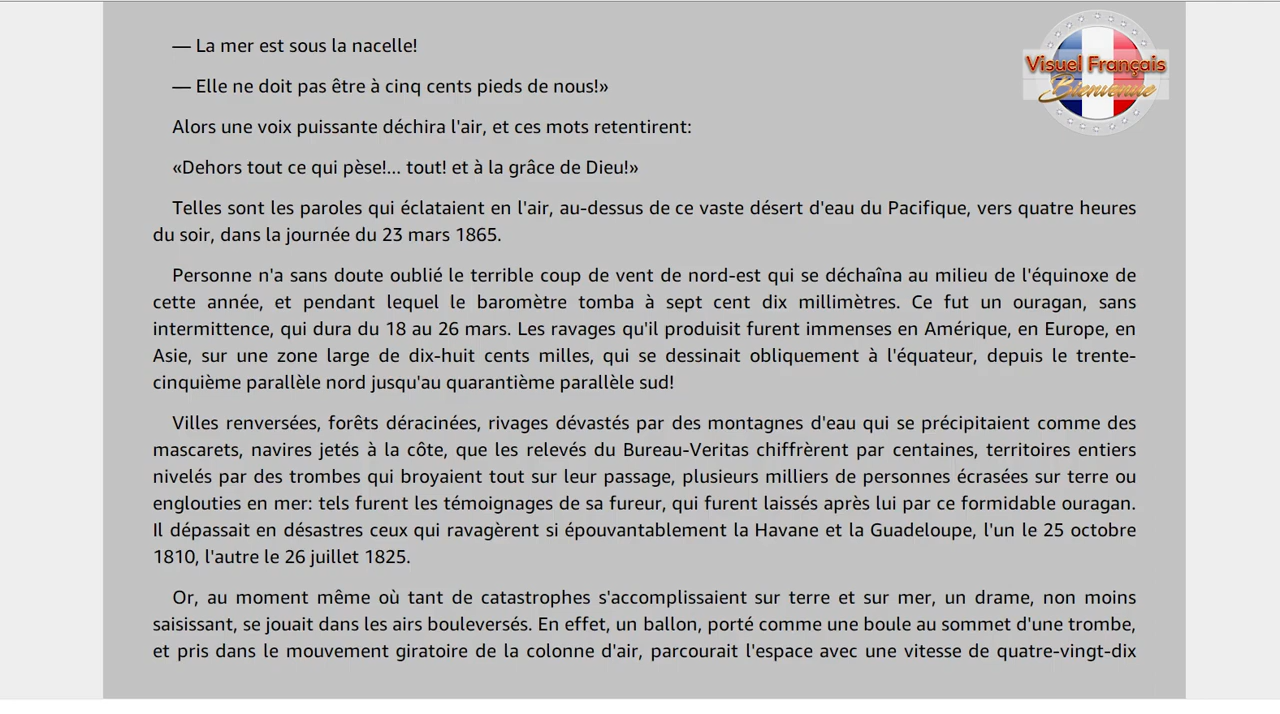 — La mer est sous la nacelle!
Visuel Français
Bienvenue
— Elle ne doit pas être à cinq cents pieds de nous!»
Alors une voix puissante déchira l'air, et ces mots retentirent:
«Dehors tout ce qui pèse!... tout! et à la grâce de Dieu!»
Telles sont les paroles qui éclataient en l'air, au-dessus de ce vaste désert d'eau du Pacifique, vers quatre heures
du soir, dans la journée du 23 mars 1865.
Personne n'a sans doute oublié le terrible coup de vent de nord-est qui se déchaîna au milieu de l'équinoxe de
cette année, et pendant lequel le baromètre tomba à sept cent dix millimètres. Ce fut un ouragan, sans
intermittence, qui dura du 18 au 26 mars. Les ravages qu'il produisit furent immenses en Amérique, en Europe, en
Asie, sur une zone large de dix-huit cents milles, qui se dessinait obliquement à l'équateur, depuis le trente-
cinquième parallèle nord jusqu'au quarantième parallèle sud!
Villes renversées, forêts déracinées, rivages dévastés par des montagnes d'eau qui se précipitaient comme des
mascarets, navires jetés à la côte, que les relevés du Bureau-Veritas chiffrèrent par centaines, territoires entiers
nivelés par des trombes qui broyaient tout sur leur passage, plusieurs milliers de personnes écrasées sur terre ou
englouties en mer: tels furent les témoignages de sa fureur, qui furent laissés après lui par ce formidable ouragan.
Il dépassait en désastres ceux qui ravagèrent si épouvantablement la Havane et la Guadeloupe, l'un le 25 octobre
1810, l'autre le 26 juillet 1825.
Or, au moment même où tant de catastrophes s'accomplissaient sur terre et sur mer, un drame, non moins
saisissant, se jouait dans les airs bouleversés. En effet, un ballon, porté comme une boule au sommet d'une trombe,
et pris dans le mouvement giratoire de la colonne d'air, parcourait l'espace avec une vitesse de quatre-vingt-dix